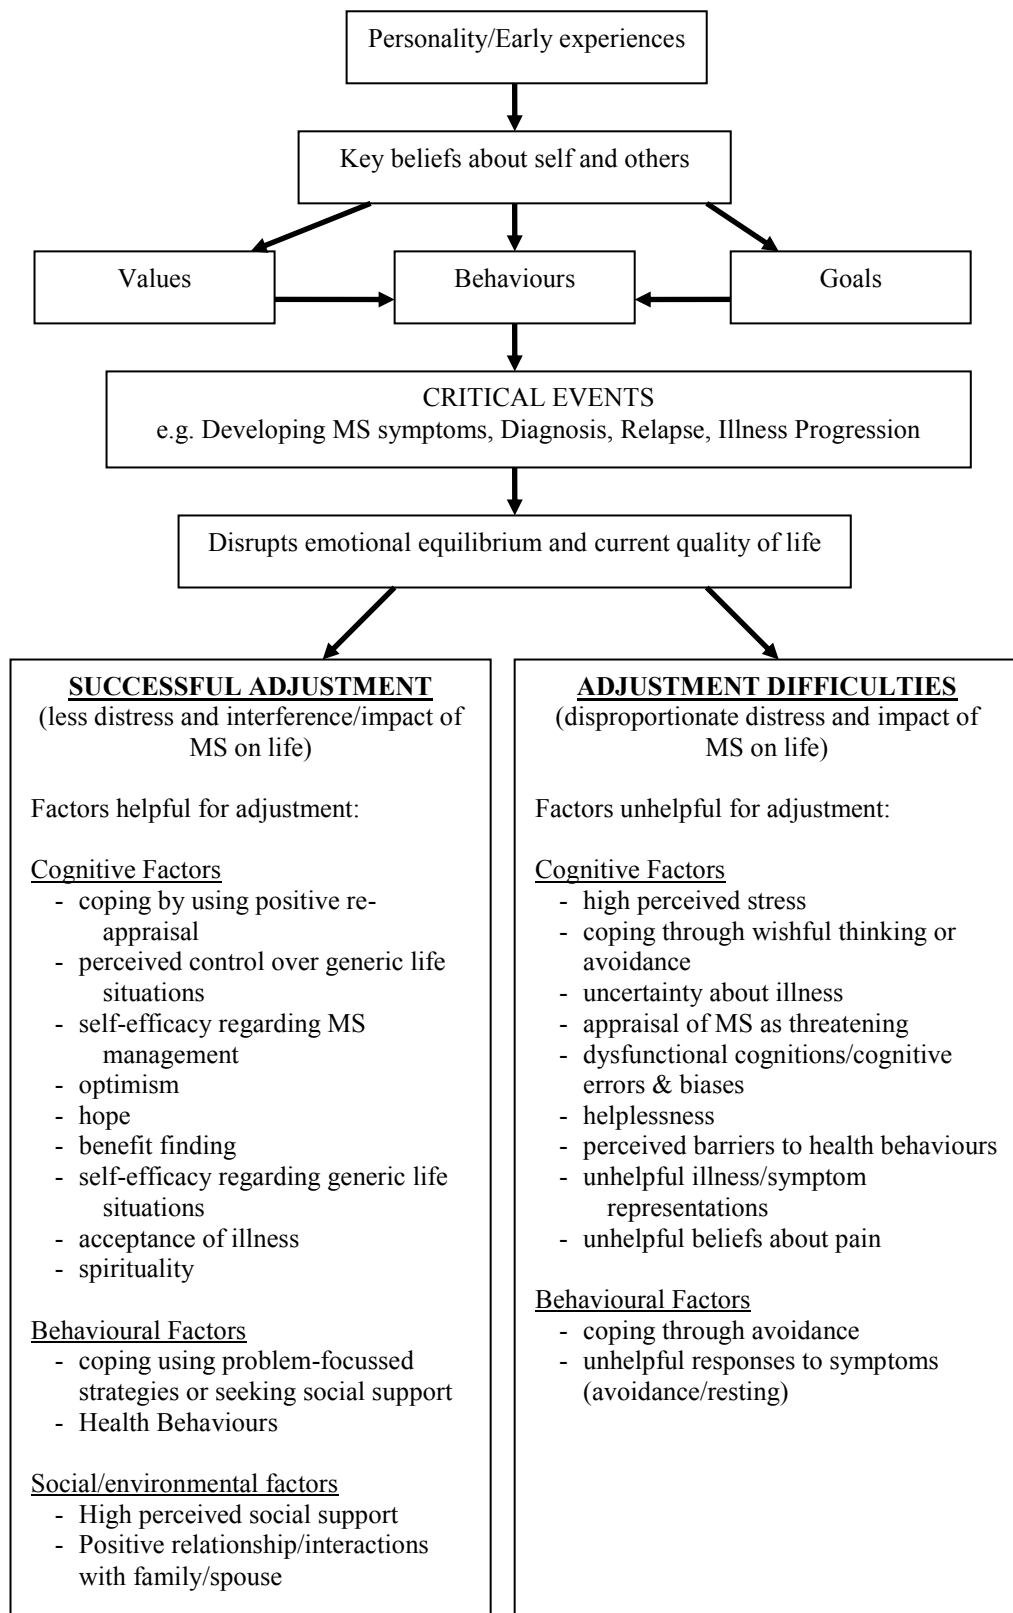 Personality/Early experiences
Key beliefs about self and others
Values
Behaviours
Goals
CRITICAL EVENTS
e.g. Developing MS symptoms, Diagnosis, Relapse, Illness Progression
Disrupts emotional equilibrium and current quality of life
SUCCESSFUL ADJUSTMENT
(less distress and interference/impact of
MS on life)
Factors helpful for adjustment:
Cognitive Factors
- coping by using positive re-
appraisal
- perceived control over generic life
situations
- self-efficacy regarding MS
management
- optimism
- hope
- benefit finding
- self-efficacy regarding generic life
situations
- acceptance of illness
- spirituality
Behavioural Factors
- coping using problem-focussed
strategies or seeking social support
- Health Behaviours
Social/environmental factors
- High perceived social support
- Positive relationship/interactions
with family/spouse
ADJUSTMENT DIFFICULTIES
(disproportionate distress and impact of
MS on life)
Factors unhelpful for adjustment:
Cognitive Factors
- high perceived stress
- coping through wishful thinking or
avoidance
- uncertainty about illness
- appraisal of MS as threatening
- dysfunctional cognitions/cognitive
errors & biases
- helplessness
- perceived barriers to health behaviours
- unhelpful illness/symptom
representations
- unhelpful beliefs about pain
Behavioural Factors
- coping through avoidance
- unhelpful responses to symptoms
(avoidance/resting)